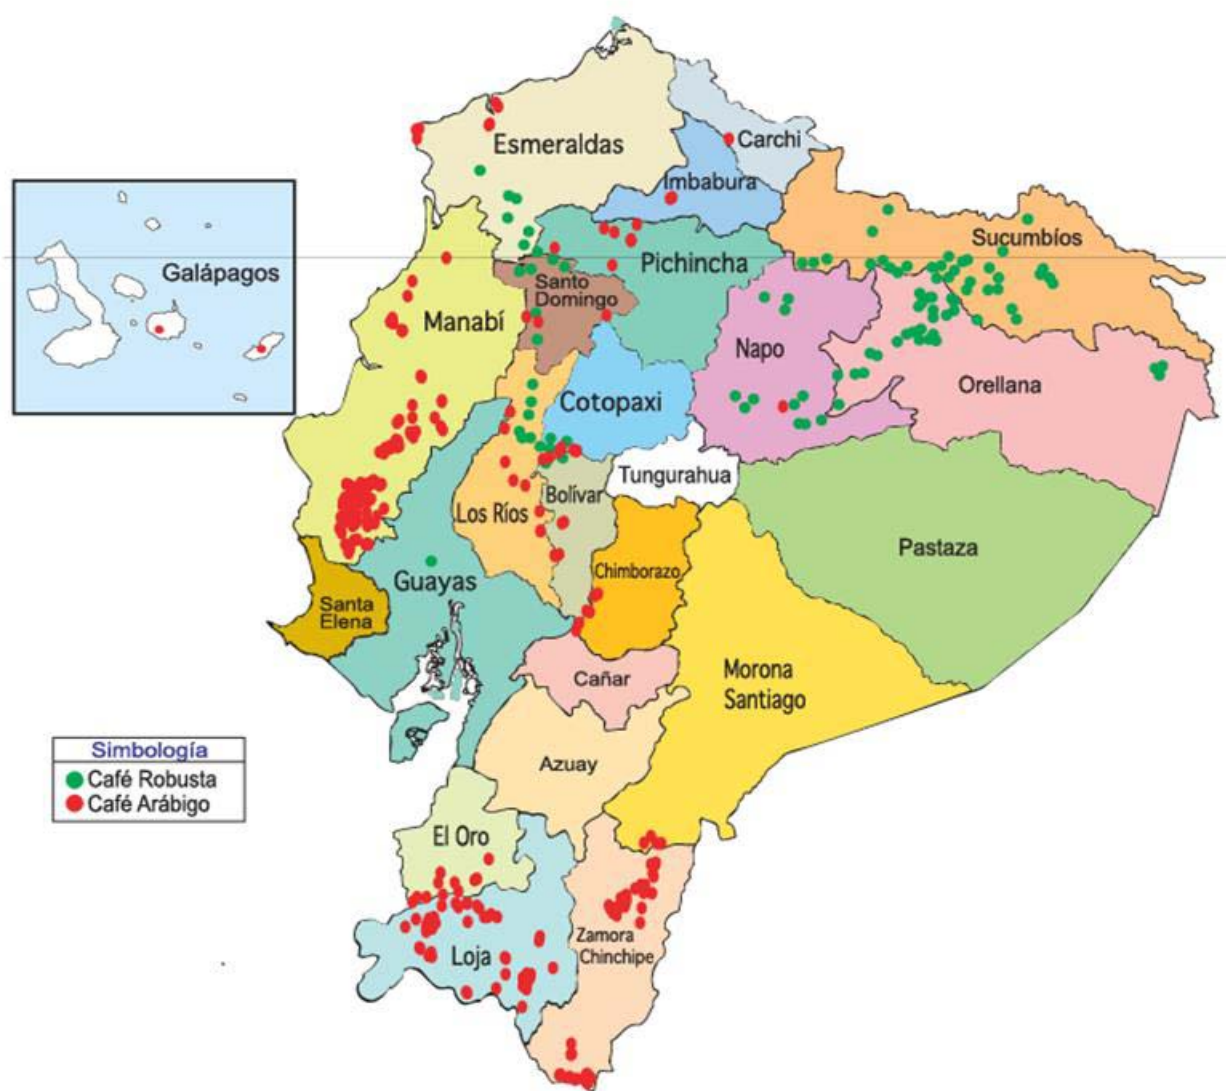 Esmeraldas
Carchi
Imbabura
Sucumbíos
Galápagos
Pichincha
Santo
Domingo
Manabí
Napo
Orellana
Cotopaxi
Tungurahua
Bolívar
Los Ríos
Pastaza
Chimborazo
Guayas
Santa
Elena
Morona
Santiago
Cañar
Azuay
Simbología
Café Robusta
Café Arábigo
El Oro
Zamora
Chinchipe
Loja